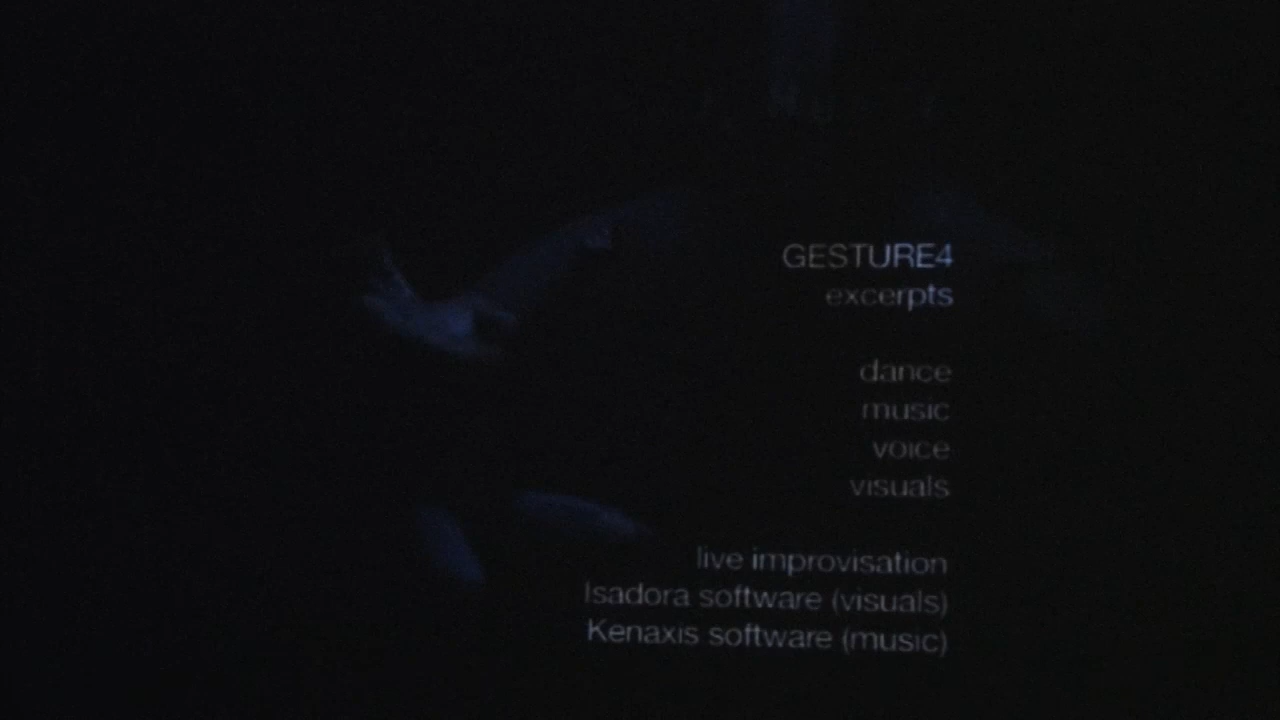 GESTURE4
excerpts
dance
music
voice
visuals
live improvisation
Isadora software (visuals)
Kenaxis software (music)